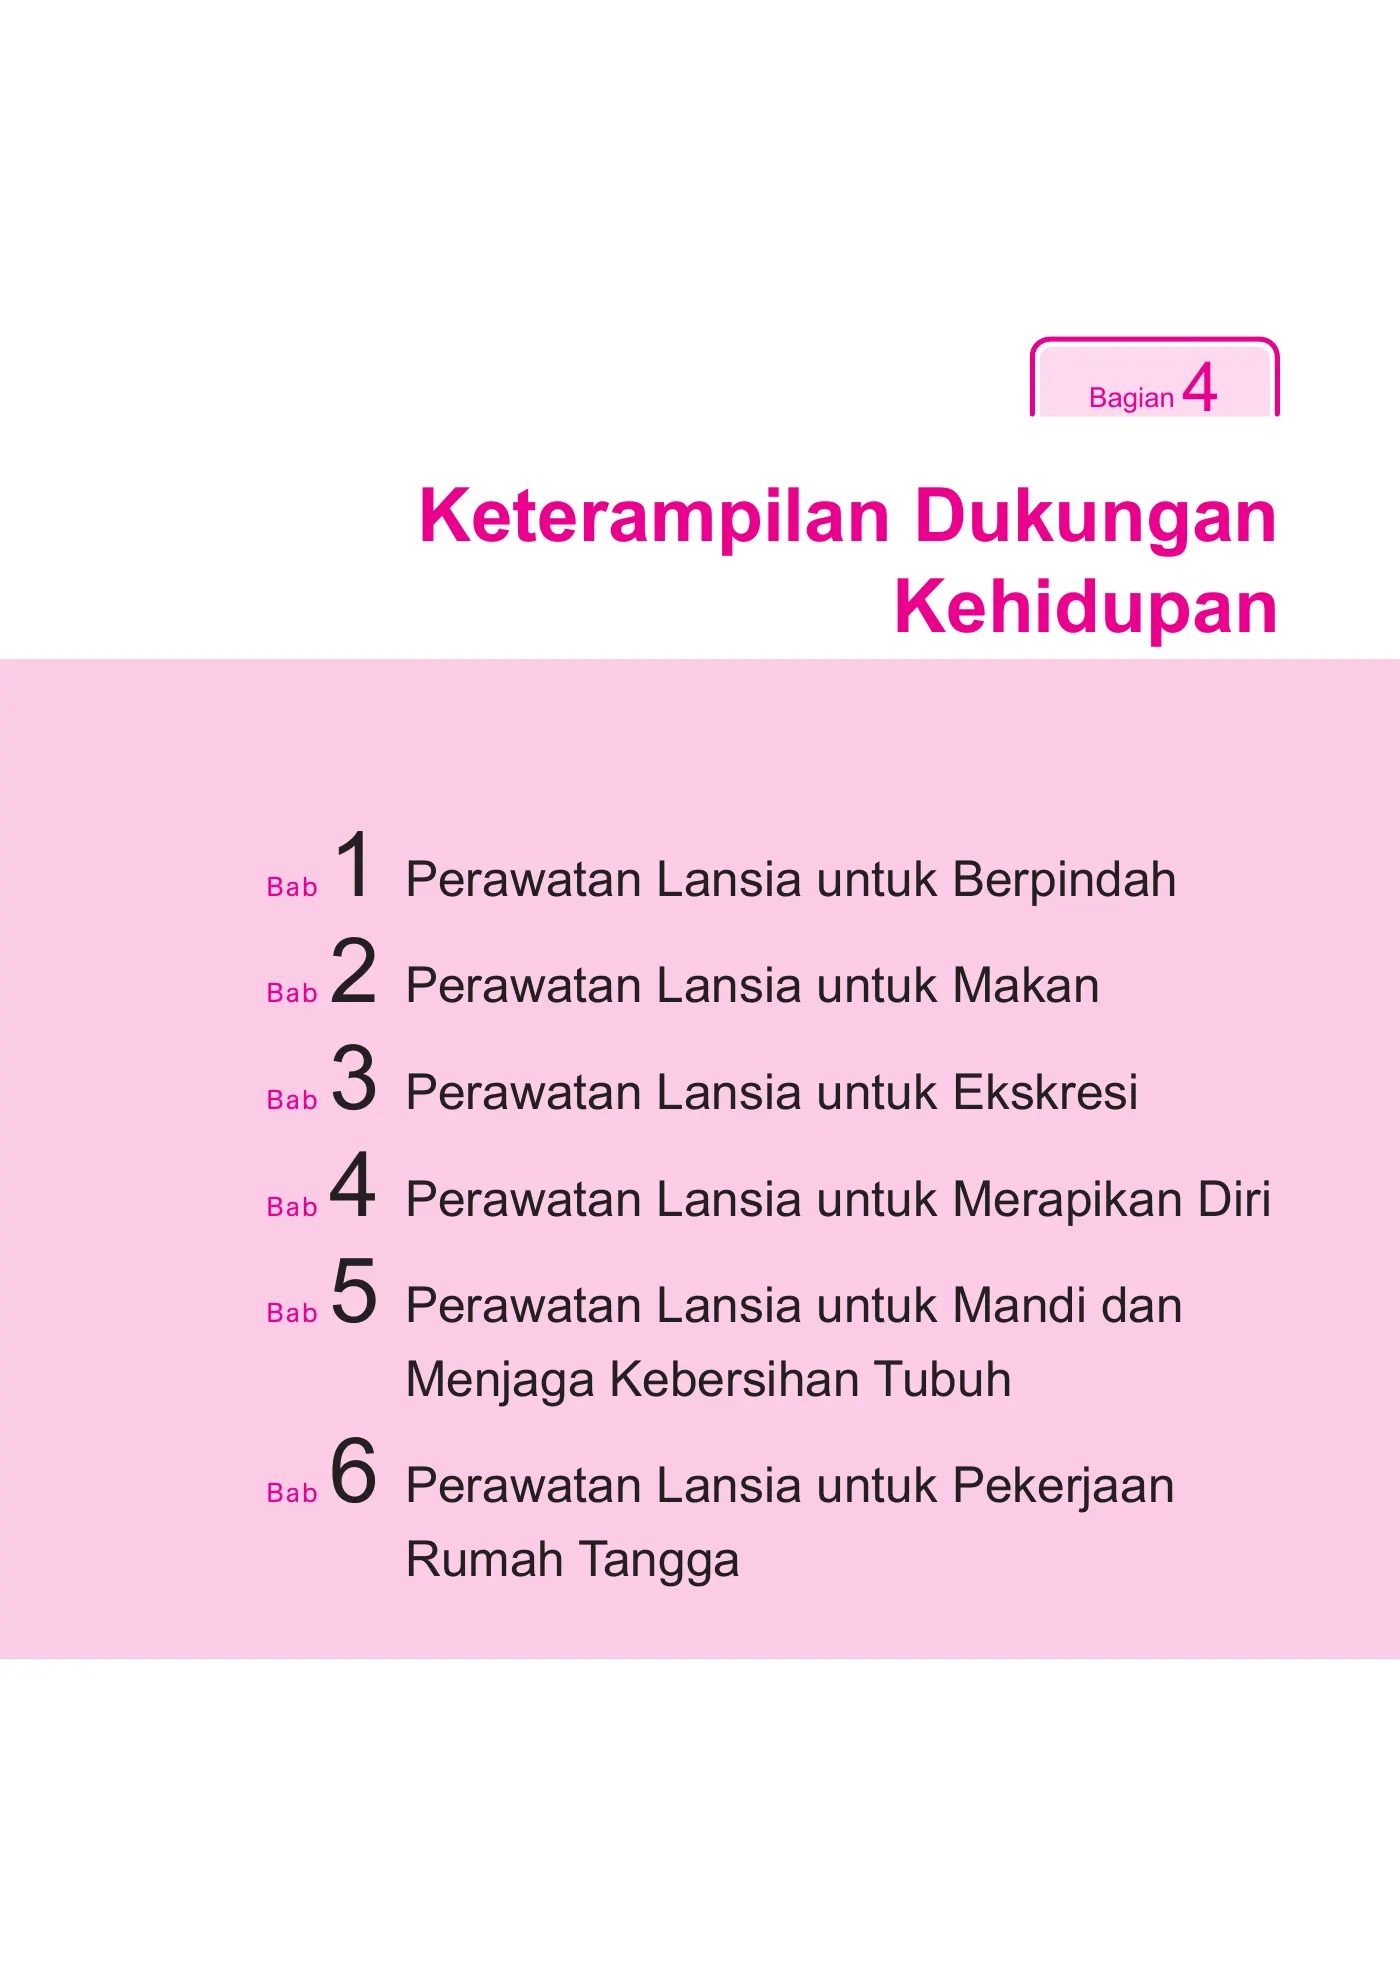 Bagian 4
Keterampilan Dukungan
Kehidupan
Bab 1 Perawatan Lansia untuk Berpindah
Bab 2 Perawatan Lansia untuk Makan
Bab 3 Perawatan Lansia untuk Ekskresi
Bab 4 Perawatan Lansia untuk Merapikan Diri
Bab 5 Perawatan Lansia untuk Mandi dan
Menjaga Kebersihan Tubuh
Bab 6 Perawatan Lansia untuk Pekerjaan
Rumah Tangga